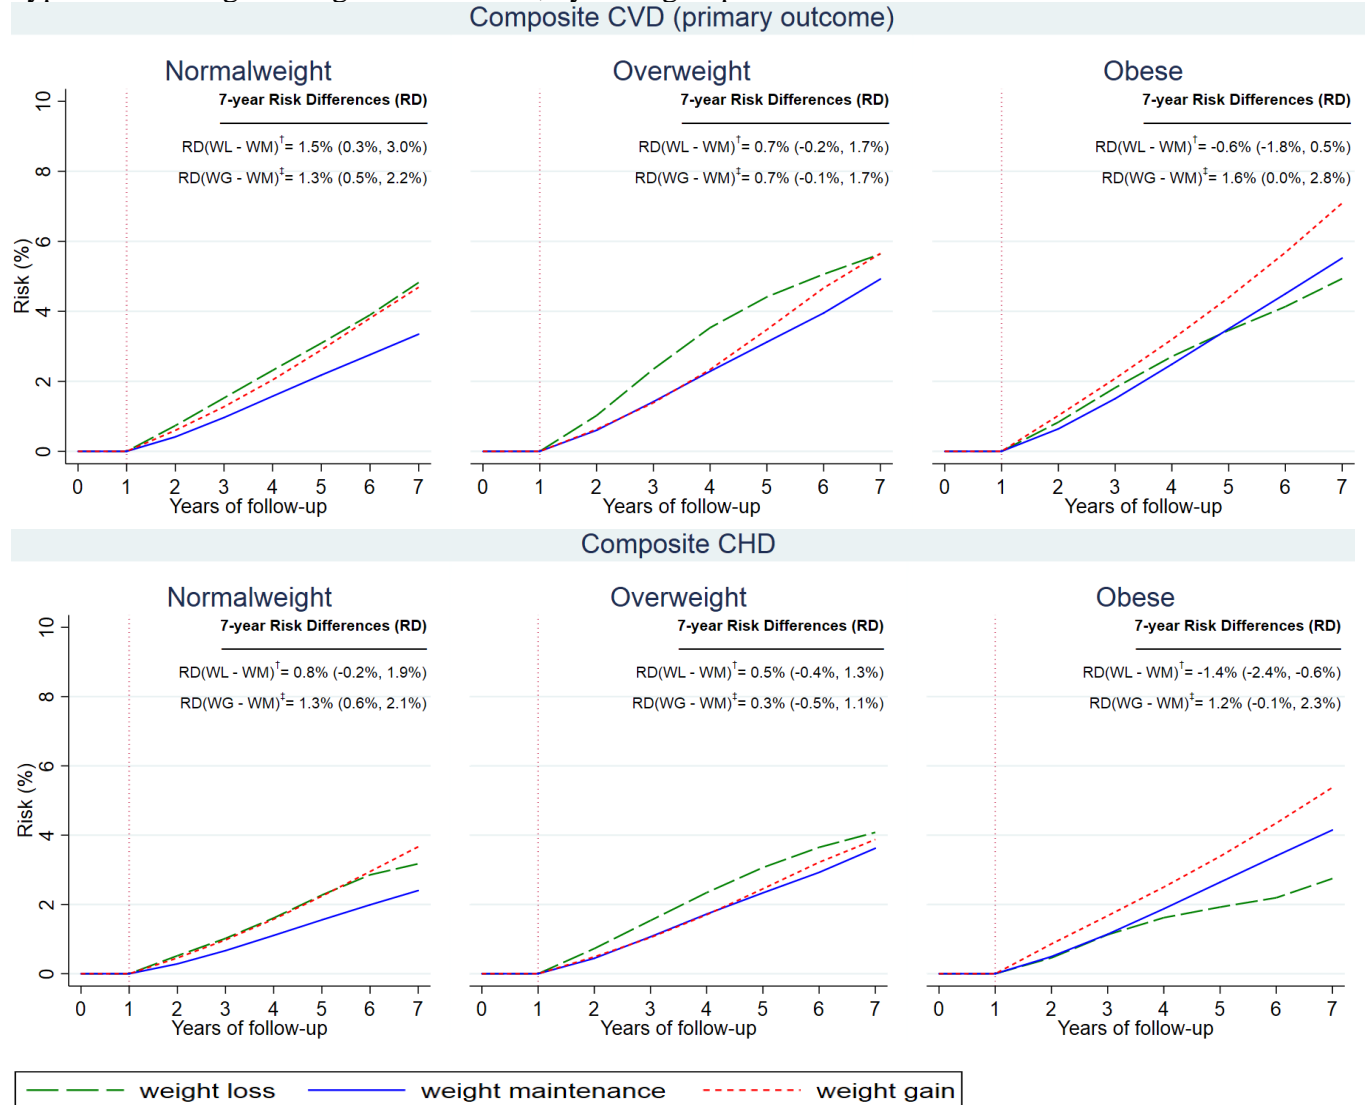 Composite CVD (primary outcome)
Normalweight
Overweight
Obese
7-year Risk Differences (RD)
RD(WL - WM)†= 1.5% (0.3%, 3.0%)
RD(WG - WM)‡= 1.3% (0.5%, 2.2%)
7-year Risk Differences (RD)
RD(WL - WM)†= 0.7% (-0.2%, 1.7%)
RD(WG - WM)‡= 0.7% (-0.1%, 1.7%)
7-year Risk Differences (RD)
RD(WL - WM)†= -0.6% (-1.8%, 0.5%)
RD(WG - WM)‡= 1.6% (0.0%, 2.8%)
Risk (%)
10
8
6
4
2
0
0 1 2 3 4 5 6 7
Years of follow-up
0 1 2 3 4 5 6 7
Years of follow-up
0 1 2 3 4 5 6 7
Years of follow-up
Composite CHD
Normalweight
Overweight
Obese
7-year Risk Differences (RD)
RD(WL - WM)†= 0.8% (-0.2%, 1.9%)
RD(WG - WM)‡= 1.3% (0.6%, 2.1%)
7-year Risk Differences (RD)
RD(WL - WM)†= 0.5% (-0.4%, 1.3%)
RD(WG - WM)‡= 0.3% (-0.5%, 1.1%)
7-year Risk Differences (RD)
RD(WL - WM)†= -1.4% (-2.4%, -0.6%)
RD(WG - WM)‡= 1.2% (-0.1%, 2.3%)
Risk (%)
10
8
6
4
2
0
0 1 2 3 4 5 6 7
Years of follow-up
0 1 2 3 4 5 6 7
Years of follow-up
0 1 2 3 4 5 6 7
Years of follow-up
weight loss
weight maintenance
weight gain